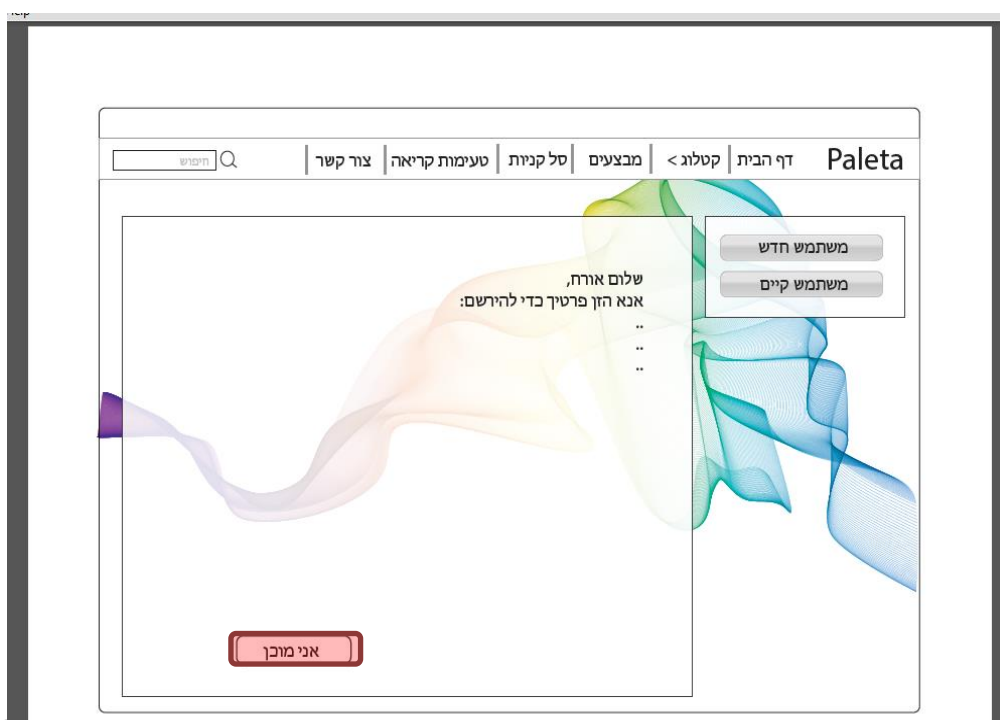 Paleta
דף הבית
קטלוג >
מבצעים
סל קניות
טעימות קריאה
צור קשר
חיפוש
משתמש חדש
משתמש קיים
שלום אורח,
אנא הזן פרטיך כדי להירשם:
..
..
..
אני מוכן